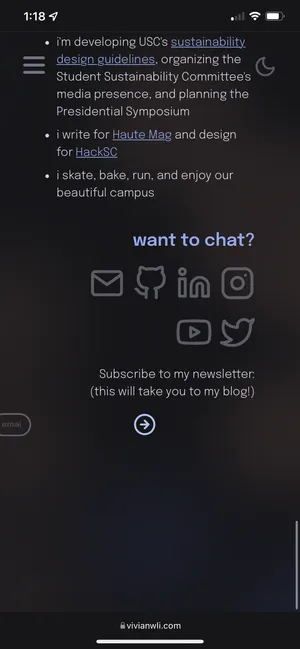 1:18
• i'm developing USC's sustainability
design guidelines, organizing the
Student Sustainability Committee's
media presence, and planning the
Presidential Symposium
• i write for Haute Mag and design
for HackSC
• i skate, bake, run, and enjoy our
beautiful campus
want to chat?
Subscribe to my newsletter:
(this will take you to my blog!)
email
vivianwli.com